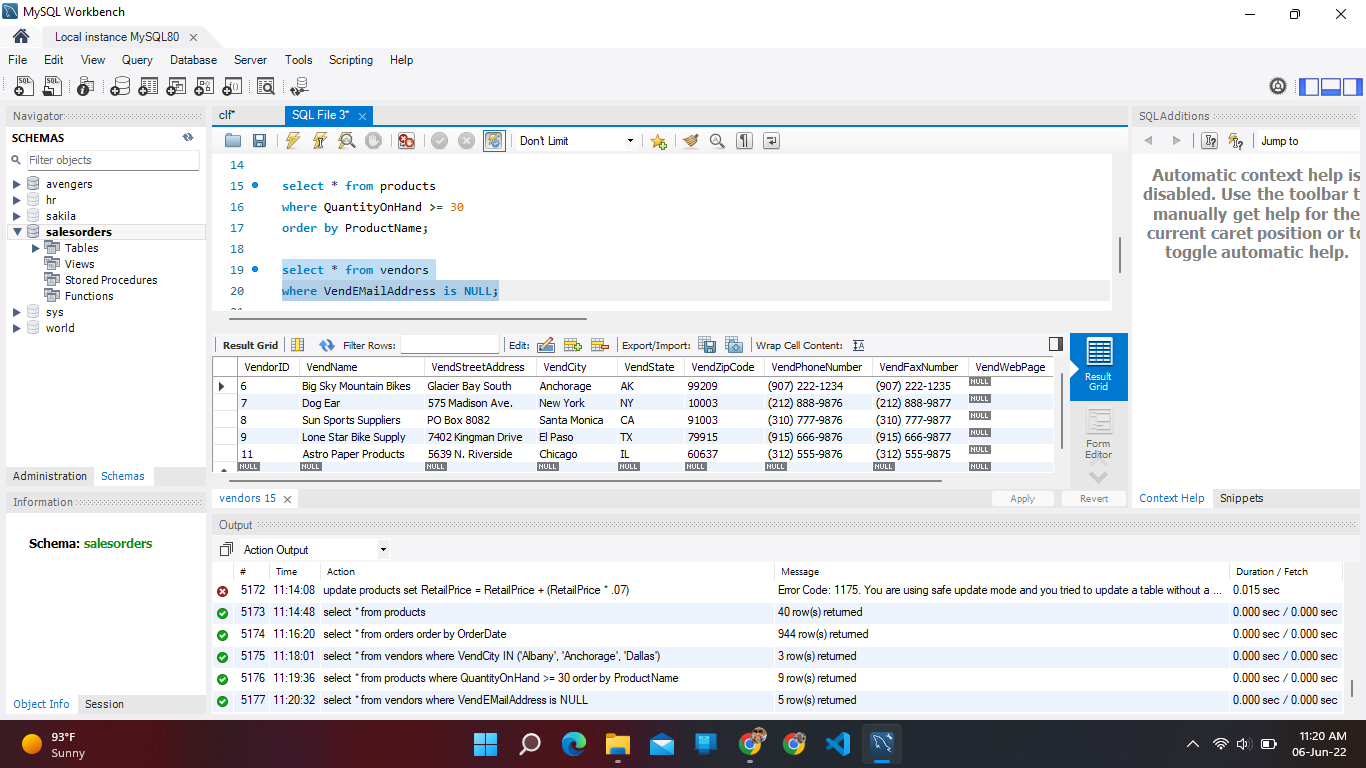 MySQL Workbench
Local instance MySQL80
File Edit View Query Database Server Tools Scripting Help
Navigator
SCHEMAS
Filter objects
avengers
hr
sakila
salesorders
Tables
Views
Stored Procedures
Functions
sys
world
Administration Schemas
Information
Schema: salesorders
Object Info Session
clf* SQL File 3*
Don't Limit
14
15 select * from products
16 where QuantityOnHand >= 30
17 order by ProductName;
18
19 select * from vendors
20 where VendEMailAddress is NULL;
Result Grid Filter Rows: Edit: Export/Import: Wrap Cell Content:
VendorID VendName VendStreetAddress VendCity VendState VendZipCode VendPhoneNumber VendFaxNumber VendWebPage
6 Big Sky Mountain Bikes Glacier Bay South Anchorage AK 99209 (907) 222-1234 (907) 222-1235 NULL
7 Dog Ear 575 Madison Ave. New York NY 10003 (212) 888-9876 (212) 888-9877 NULL
8 Sun Sports Suppliers PO Box 8082 Santa Monica CA 91003 (310) 777-9876 (310) 777-9877 NULL
9 Lone Star Bike Supply 7402 Kingman Drive El Paso TX 79915 (915) 666-9876 (915) 666-9877 NULL
11 Astro Paper Products 5639 N. Riverside Chicago IL 60637 (312) 555-9876 (312) 555-9875 NULL
NULL NULL NULL NULL NULL NULL NULL NULL NULL
Result
Grid
Form
Editor
vendors 15 Apply Revert
SQLAdditions
Jump to
Automatic context help is
disabled. Use the toolbar t
manually get help for the
current caret position or to
toggle automatic help.
Context Help Snippets
Output
Action Output
# Time Action Message Duration / Fetch
5172 11:14:08 update products set RetailPrice = RetailPrice + (RetailPrice * .07) Error Code: 1175. You are using safe update mode and you tried to update a table without a ... 0.015 sec
5173 11:14:48 select * from products 40 row(s) returned 0.000 sec / 0.000 sec
5174 11:16:20 select * from orders order by OrderDate 944 row(s) returned 0.000 sec / 0.000 sec
5175 11:18:01 select * from vendors where VendCity IN ('Albany', 'Anchorage', 'Dallas') 3 row(s) returned 0.000 sec / 0.000 sec
5176 11:19:36 select * from products where QuantityOnHand >= 30 order by ProductName 9 row(s) returned 0.000 sec / 0.000 sec
5177 11:20:32 select * from vendors where VendEMailAddress is NULL 5 row(s) returned 0.000 sec / 0.000 sec
93°F
Sunny
11:20 AM
06-Jun-22